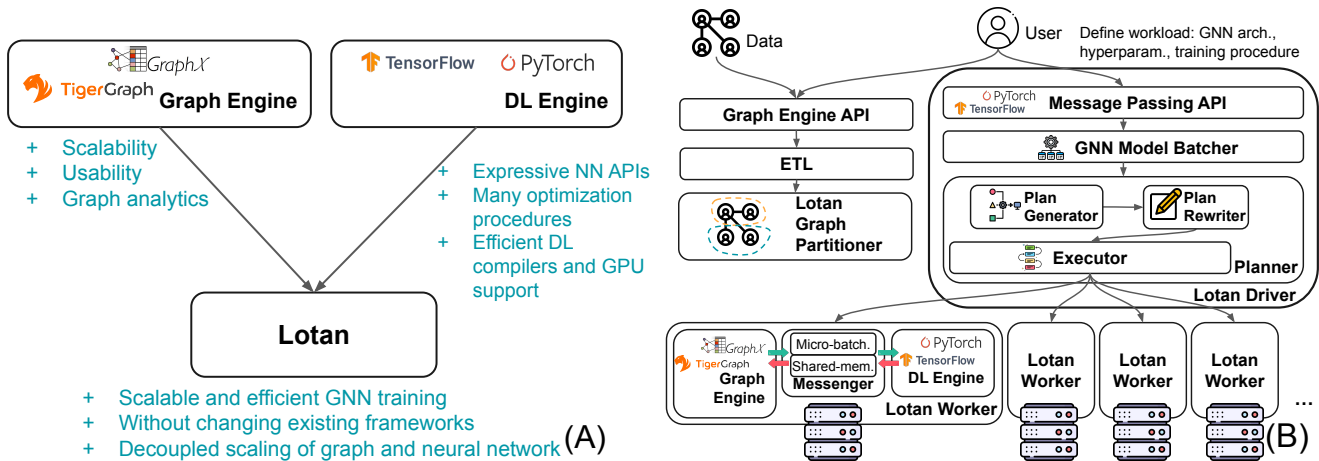 GraphX
TigerGraph
Graph Engine
TensorFlow
PyTorch
DL Engine
+ Scalability
+ Usability
+ Graph analytics
+ Expressive NN APIs
+ Many optimization
procedures
+ Efficient DL
compilers and GPU
support
Lotan
+ Scalable and efficient GNN training
+ Without changing existing frameworks
+ Decoupled scaling of graph and neural network
(A)
Data
User
Define workload: GNN arch.,
hyperparam., training procedure
Graph Engine API
ETL
Lotan
Graph
Partitioner
PyTorch
TensorFlow
Message Passing API
GNN Model Batcher
Plan
Generator
Plan
Rewriter
Executor
Planner
Lotan Driver
GraphX
TigerGraph
Graph
Engine
Micro-batch.
Shared-mem.
Messenger
PyTorch
TensorFlow
DL Engine
Lotan Worker
Lotan
Worker
Lotan
Worker
Lotan
Worker
...
(B)